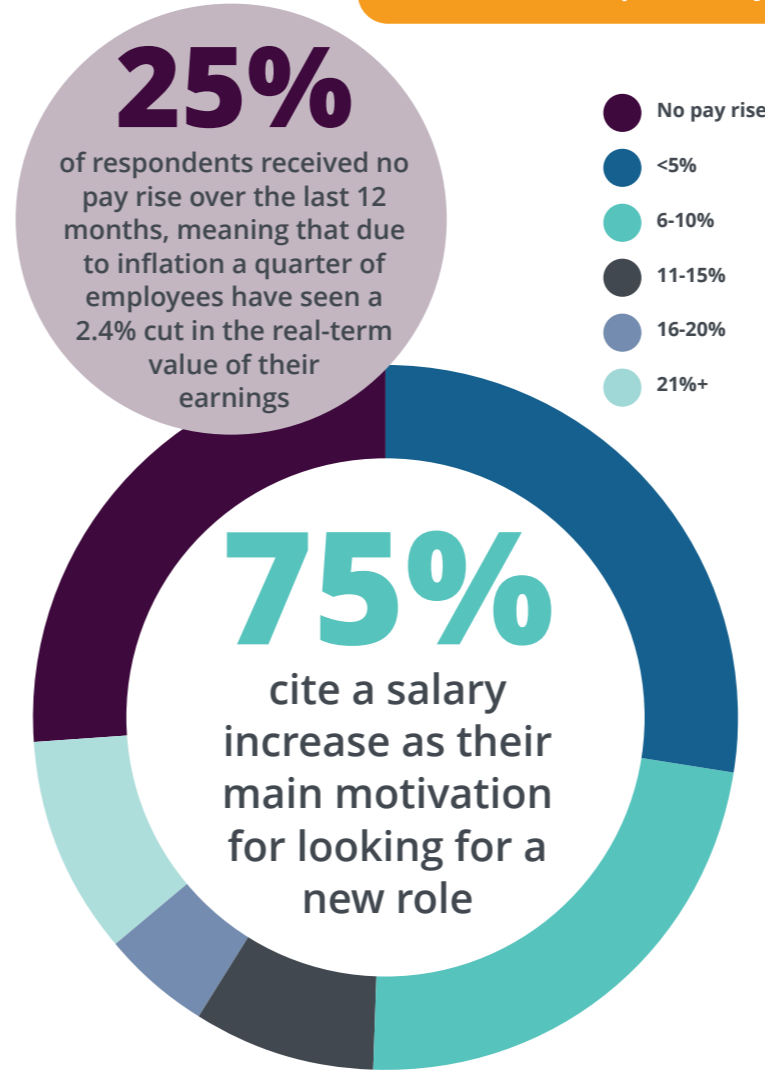 25%
of respondents received no
pay rise over the last 12
months, meaning that due
to inflation a quarter of
employees have seen a
2.4% cut in the real-term
value of their
earnings
No pay rise
<5%
6-10%
11-15%
16-20%
21%+
75%
cite a salary
increase as their
main motivation
for looking for a
new role